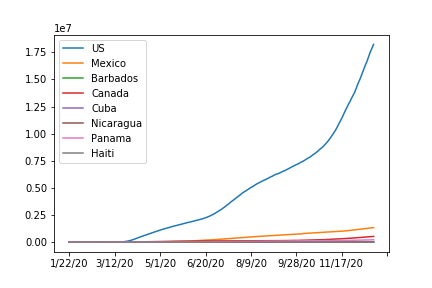 1e7
1.75
1.50
1.25
1.00
0.75
0.50
0.25
0.00
US
Mexico
Barbados
Canada
Cuba
Nicaragua
Panama
Haiti
1/22/20 3/12/20 5/1/20 6/20/20 8/9/20 9/28/20 11/17/20